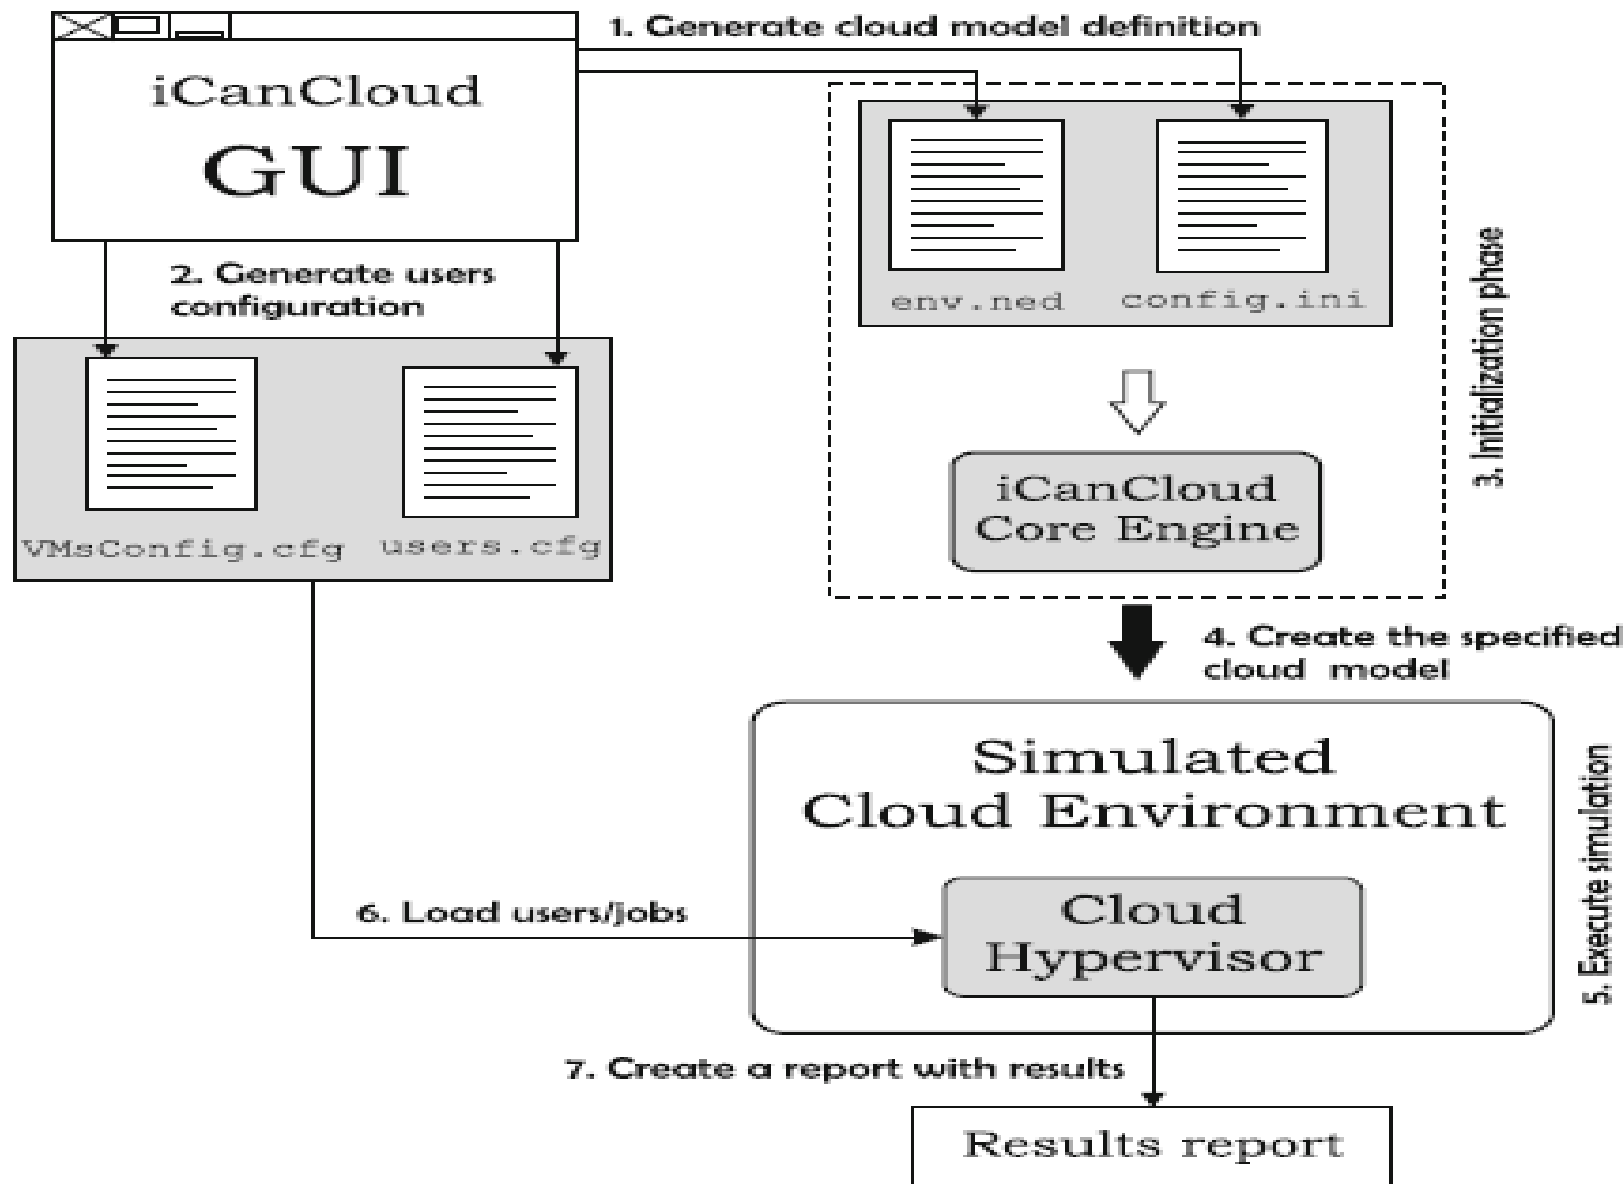 1. Generate cloud model definition
iCanCloud
GUI
2. Generate users
configuration
env.ned
config.ini
3. Initialization phase
iCanCloud
Core Engine
VMsConfig.cfg
users.cfg
4. Create the specified
cloud model
Simulated
Cloud Environment
5. Execute simulation
6. Load users/jobs
Cloud
Hypervisor
7. Create a report with results
Results report